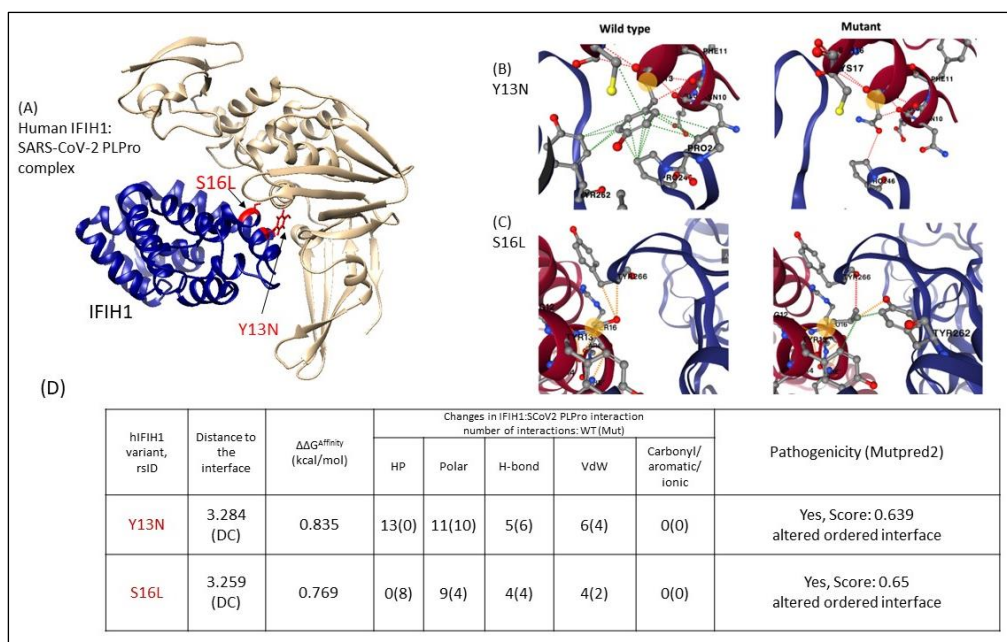 Wild type
Mutant
(A)
Human IFIH1:
SARS-CoV-2 PLPro
complex
S16L
IFIH1
Y13N
(B)
Y13N
PHE11
PRO2
YS17
PHE11
(C)
S16L
TYR266
TYR266
TYR262
(D)
hIFIH1 variant, rsID
Distance to the interface
ΔΔG^Affinity (kcal/mol)
Changes in IFIH1:SCoV2 PLPro interaction
number of interactions: WT (Mut)
HP
Polar
H-bond
VdW
Carbonyl/ aromatic/ ionic
Pathogenicity (Mutpred2)
Y13N
3.284 (DC)
0.835
13(0)
11(10)
5(6)
6(4)
0(0)
Yes, Score: 0.639
altered ordered interface
S16L
3.259 (DC)
0.769
0(8)
9(4)
4(4)
4(2)
0(0)
Yes, Score: 0.65
altered ordered interface